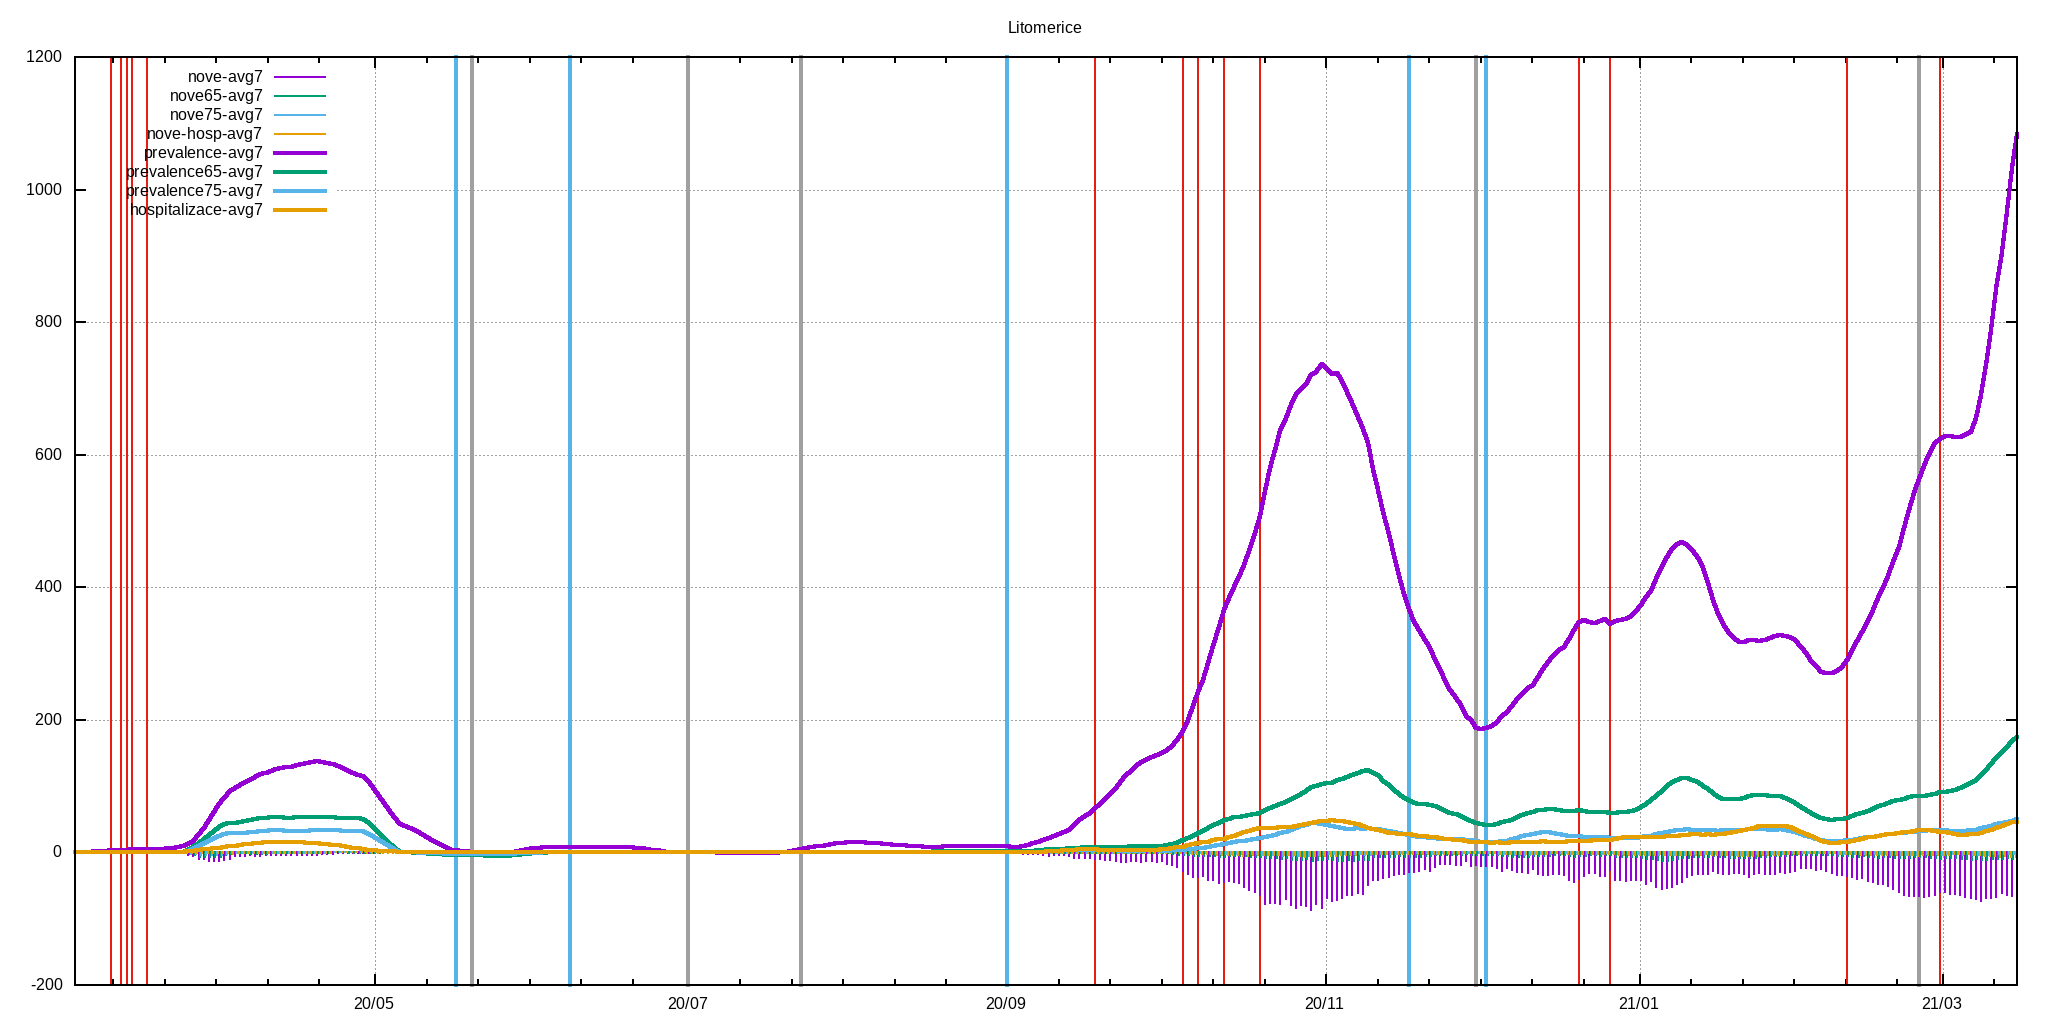 Litomerice
1200
1000
800
600
400
200
0
-200
nove-avg7
nove65-avg7
nove75-avg7
nove-hosp-avg7
prevalence-avg7
prevalence65-avg7
prevalence75-avg7
hospitalizace-avg7
20/05 20/07 20/09 20/11 21/01 21/03